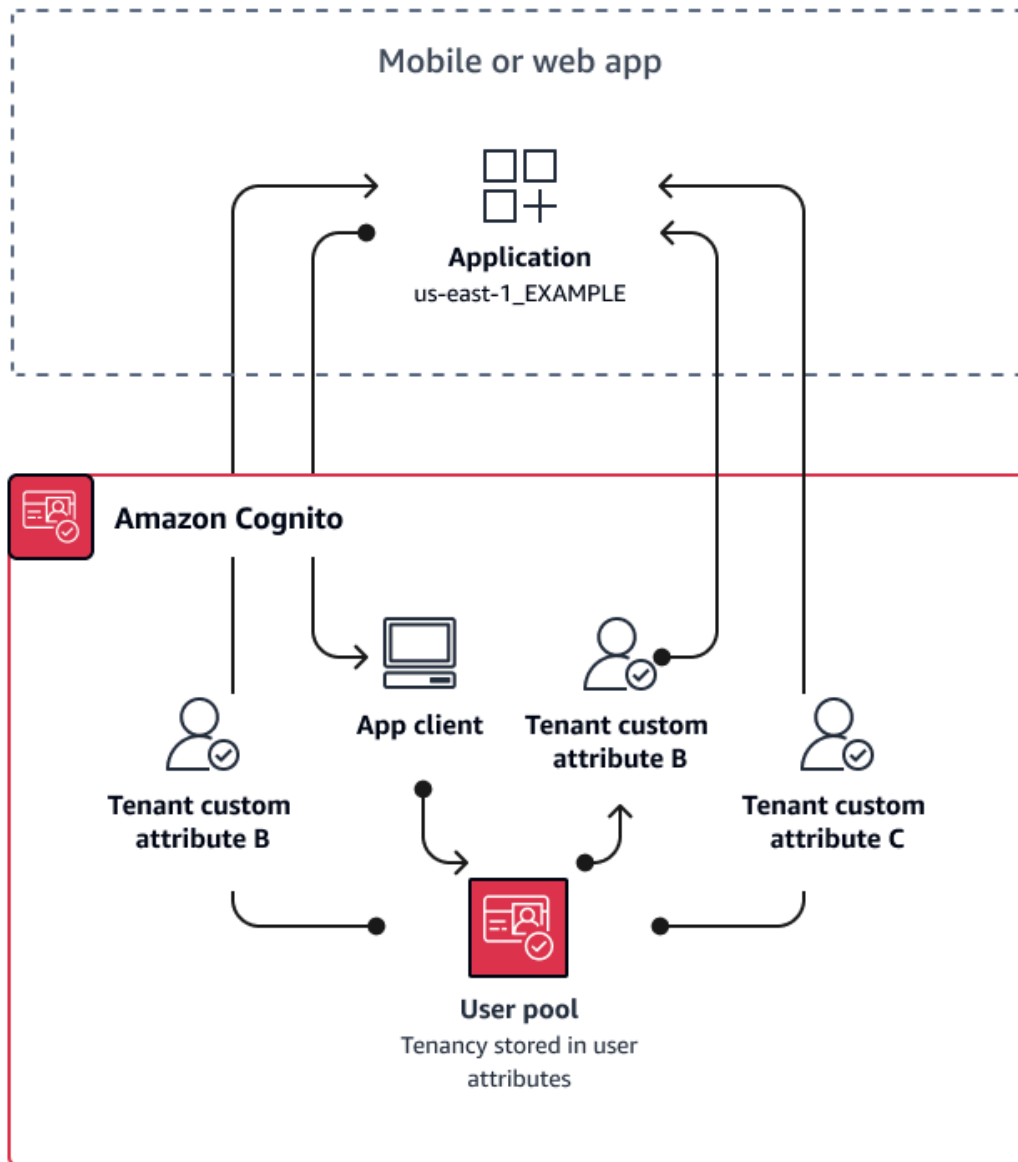 Mobile or web app
Application
us-east-1_EXAMPLE
Amazon Cognito
App client
Tenant custom
attribute B
Tenant custom
attribute B
Tenant custom
attribute C
User pool
Tenancy stored in user
attributes